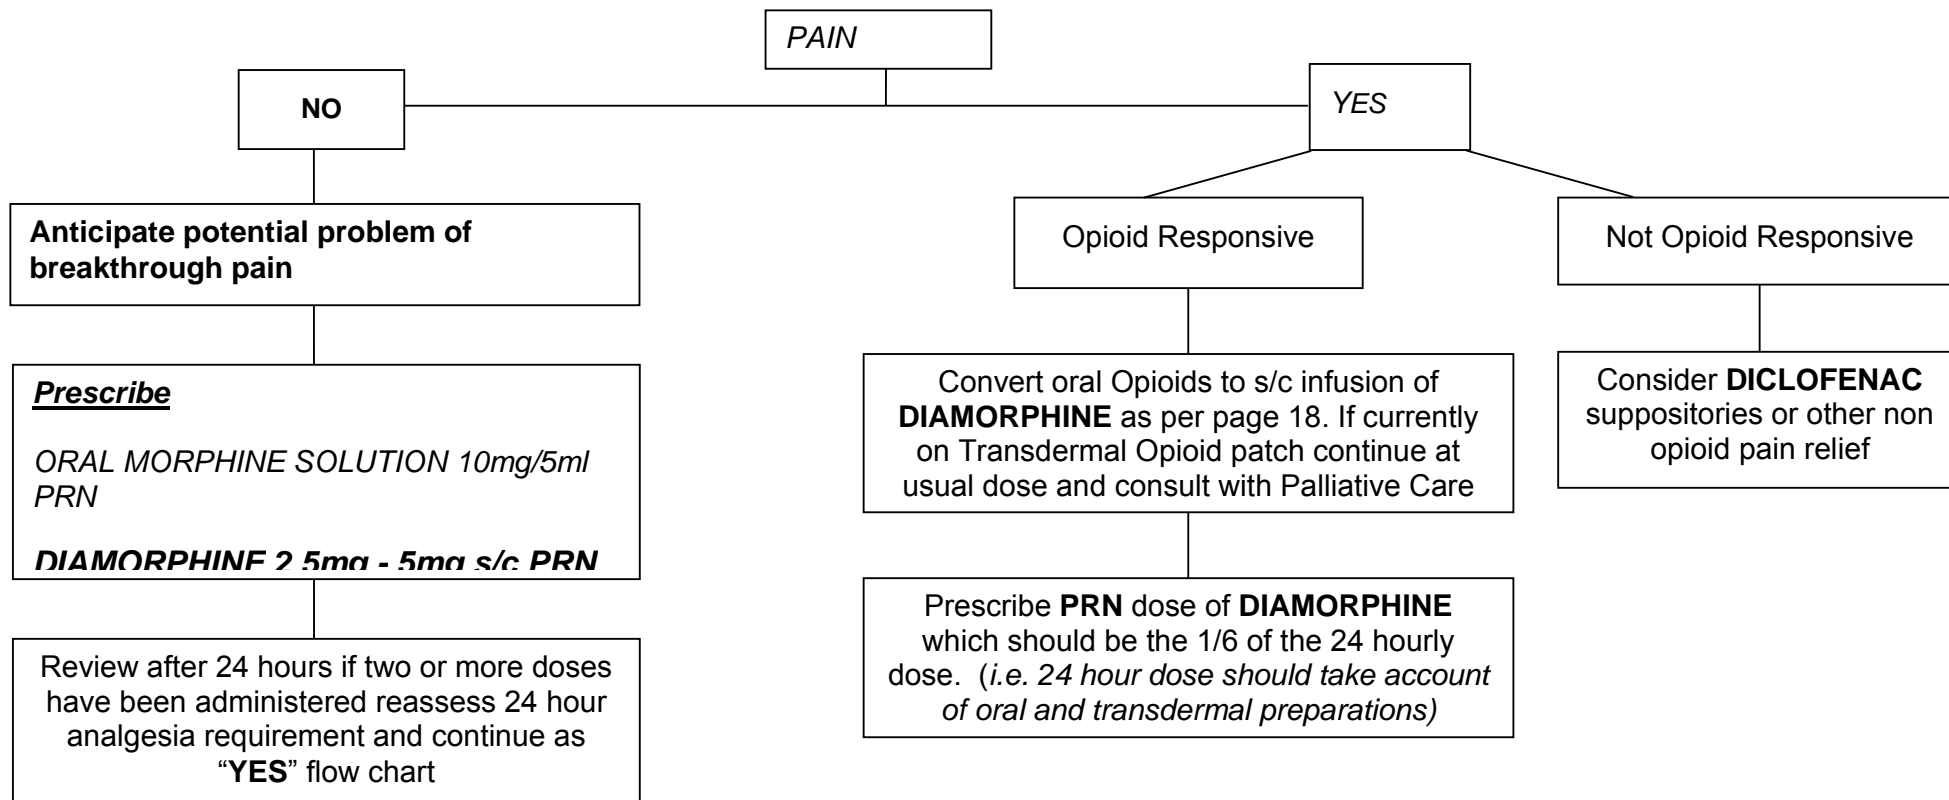 PAIN
NO
YES
Anticipate potential problem of
breakthrough pain
Opioid Responsive
Not Opioid Responsive
Prescribe
ORAL MORPHINE SOLUTION 10mg/5ml
PRN
DIAMORPHINE 2.5mg - 5mg s/c PRN
Convert oral Opioids to s/c infusion of
DIAMORPHINE as per page 18. If currently
on Transdermal Opioid patch continue at
usual dose and consult with Palliative Care
Consider DICLOFENAC
suppositories or other non
opioid pain relief
Review after 24 hours if two or more doses
have been administered reassess 24 hour
analgesia requirement and continue as
“YES” flow chart
Prescribe PRN dose of DIAMORPHINE
which should be the 1/6 of the 24 hourly
dose. (i.e. 24 hour dose should take account
of oral and transdermal preparations)